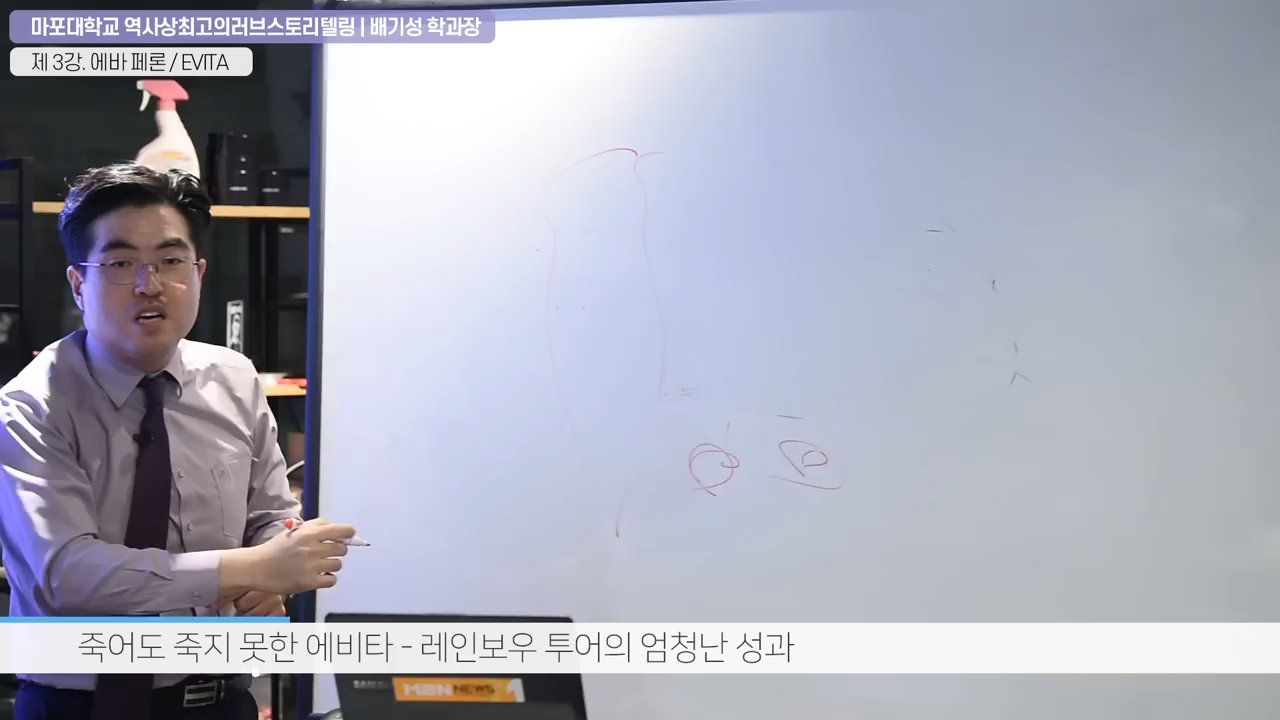 마포대학교 역사상최고의러브스토리텔링 | 배기성 학과장
제 3강. 에바 페론 / EVITA
죽어도 죽지 못한 에비타 - 레인보우 투어의 엄청난 성과
MBN NEWS 1